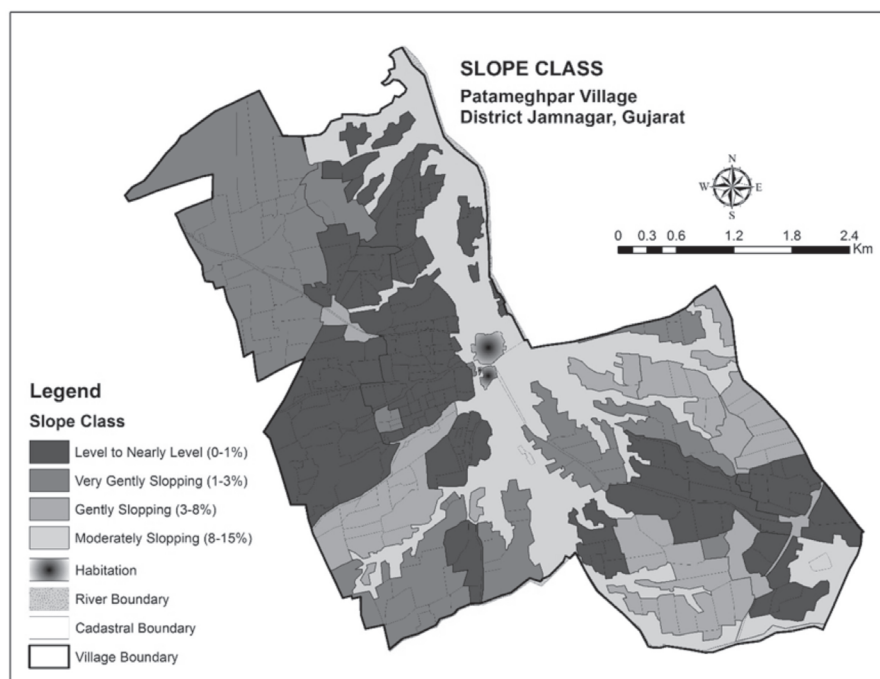 SLOPE CLASS
Patameghpar Village
District Jamnagar, Gujarat
N
W E
S
0 0.3 0.6 1.2 1.8 2.4
Km
Legend
Slope Class
Level to Nearly Level (0-1%)
Very Gently Slopping (1-3%)
Gently Slopping (3-8%)
Moderately Slopping (8-15%)
Habitation
River Boundary
Cadastral Boundary
Village Boundary